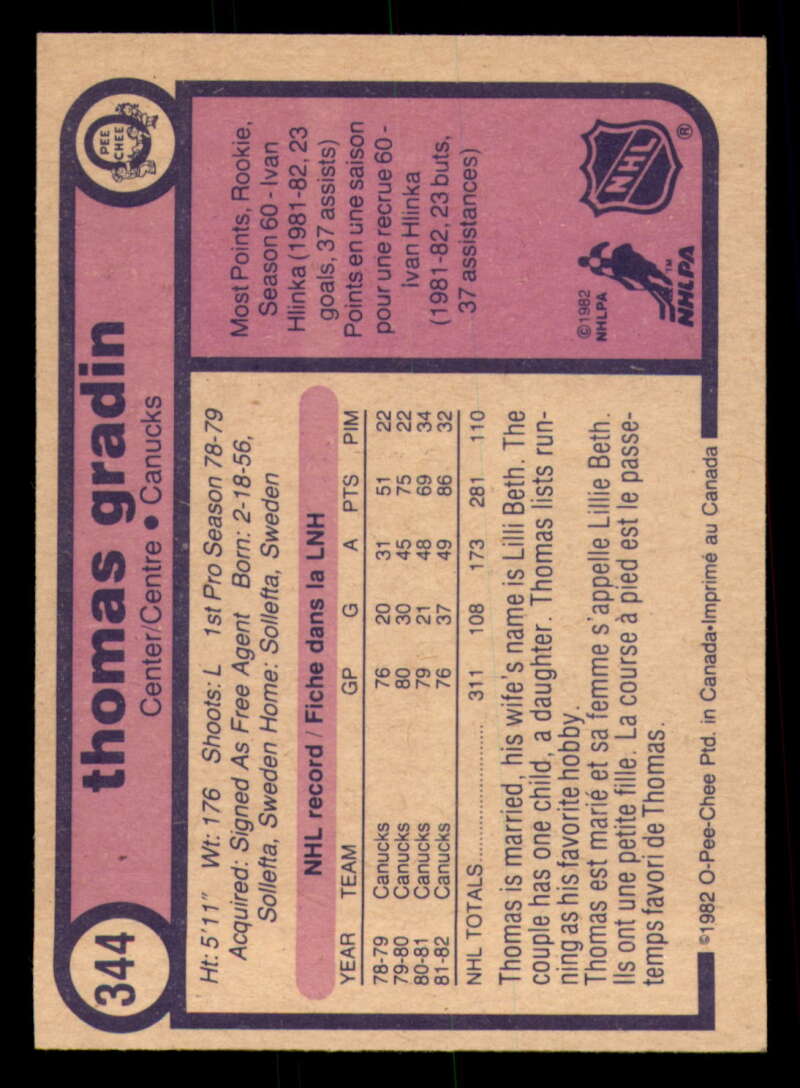 344
thomas gradin
Center/Centre • Canucks
O
PEE
CHEE
Ht: 5'11" Wt: 176 Shoots: L 1st Pro Season 78-79
Acquired: Signed As Free Agent Born: 2-18-56,
Solleftа, Sweden Home: Solleftа, Sweden
NHL record / Fiche dans la LNH
YEAR TEAM GP G A PTS PIM
78-79 Canucks 76 20 31 51 22
79-80 Canucks 80 30 45 75 22
80-81 Canucks 79 21 48 69 34
81-82 Canucks 76 37 49 86 32
NHL TOTALS 311 108 173 281 110
Thomas is married, his wife's name is Lilli Beth. The
couple has one child, a daughter. Thomas lists run-
ning as his favorite hobby.
Thomas est marié et sa femme s'appelle Lillie Beth.
Ils ont une petite fille. La course à pied est le passe-
temps favori de Thomas.
Most Points, Rookie,
Season 60 - Ivan
Hlinka (1981-82, 23
goals, 37 assists)
Points en une saison
pour une recrue 60 -
Ivan Hlinka
(1981-82, 23 buts,
37 assistances)
©1982
NHLPA
NHLPA
TM
NHL
®
©1982 O-Pee-Chee Ptd. in Canada•Imprimé au Canada